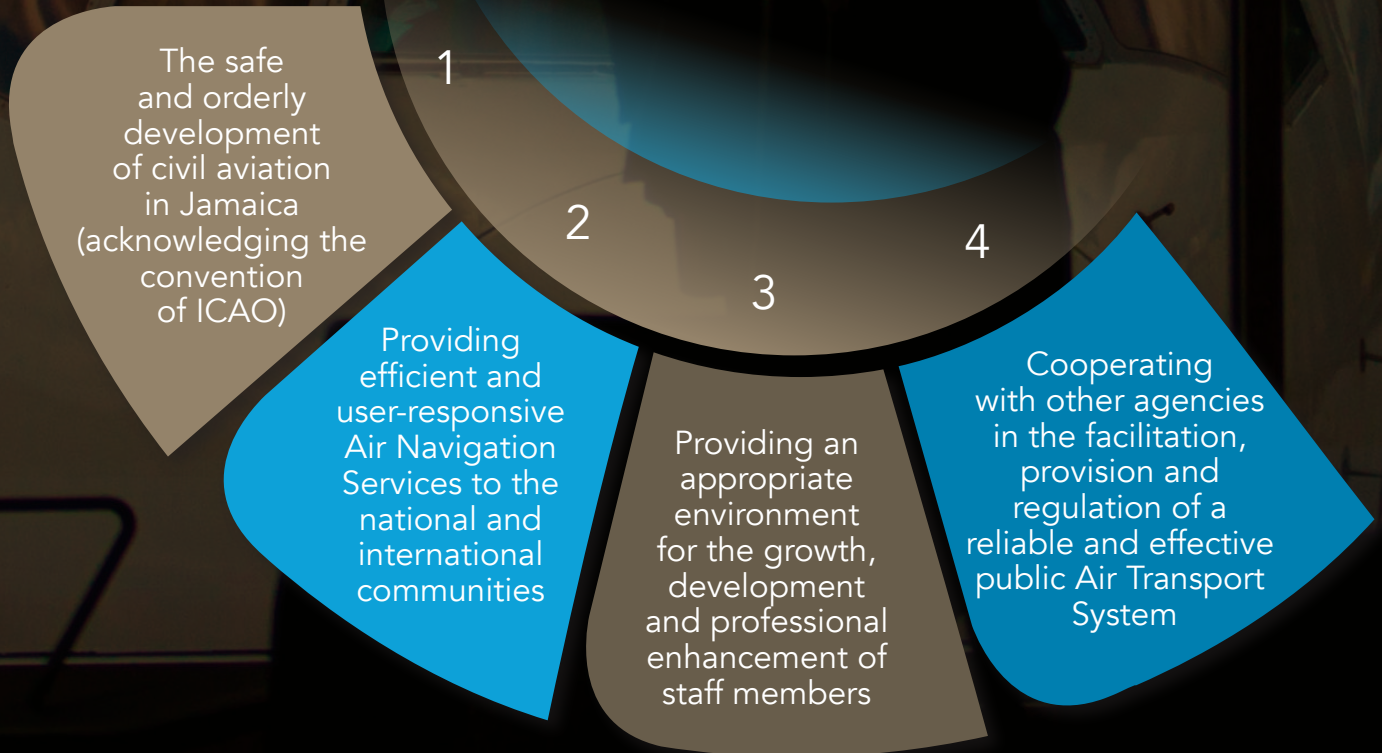 1
The safe
and orderly
development
of civil aviation
in Jamaica
(acknowledging the
convention
of ICAO)
2
Providing
efficient and
user-responsive
Air Navigation
Services to the
national and
international
communities
3
Providing an
appropriate
environment
for the growth,
development
and professional
enhancement of
staff members
4
Cooperating
with other agencies
in the facilitation,
provision and
regulation of a
reliable and effective
public Air Transport
System